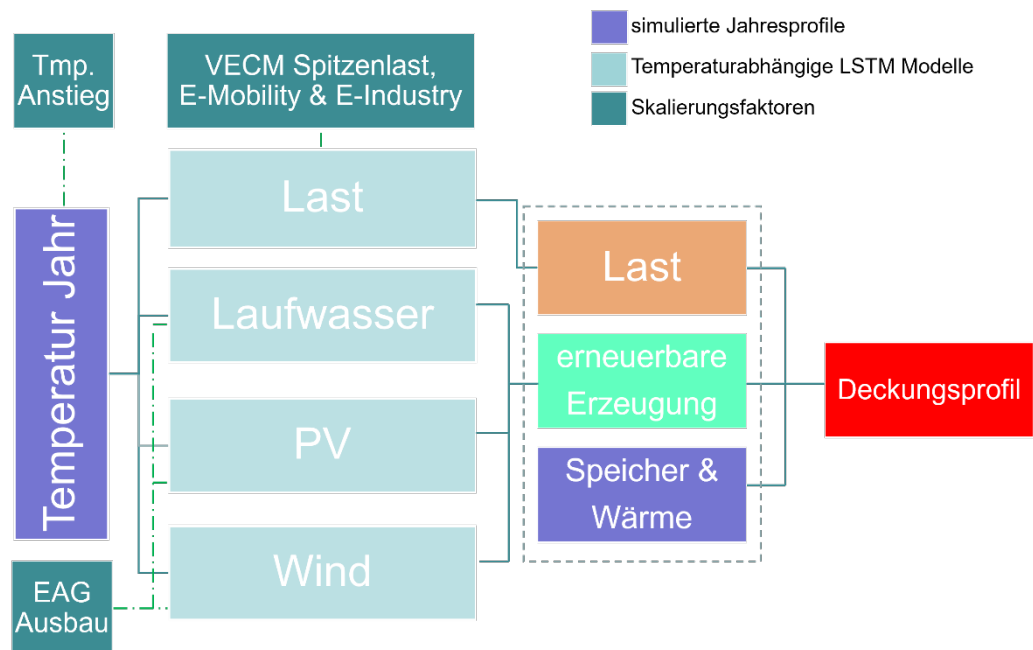 simulierte Jahresprofile
Temperaturabhängige LSTM Modelle
Skalierungsfaktoren
Tmp.
Anstieg
VECM Spitzenlast,
E-Mobility & E-Industry
Temperatur Jahr
Last
Laufwasser
PV
Wind
EAG
Ausbau
Last
erneuerbare
Erzeugung
Speicher &
Wärme
Deckungsprofil